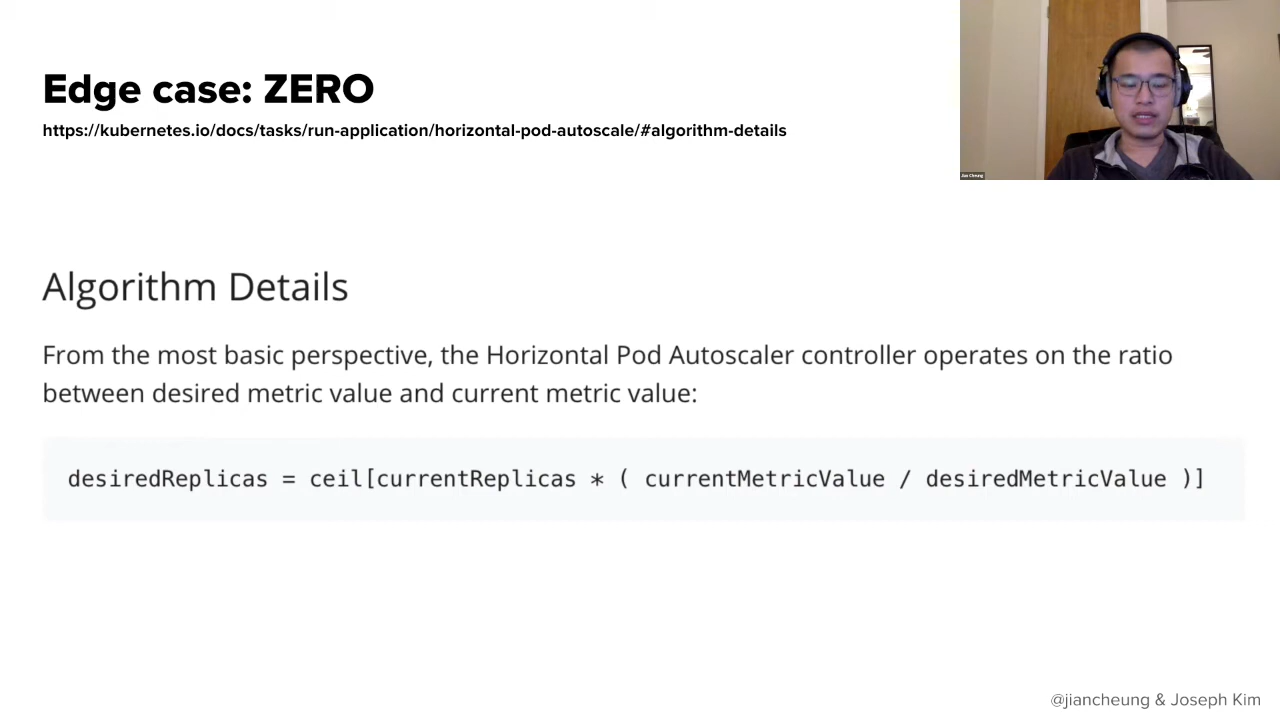 Edge case: ZERO
https://kubernetes.io/docs/tasks/run-application/horizontal-pod-autoscale/#algorithm-details
Jian Cheung
Algorithm Details
From the most basic perspective, the Horizontal Pod Autoscaler controller operates on the ratio
between desired metric value and current metric value:
desiredReplicas = ceil[currentReplicas * ( currentMetricValue / desiredMetricValue )]
@jiancheung & Joseph Kim